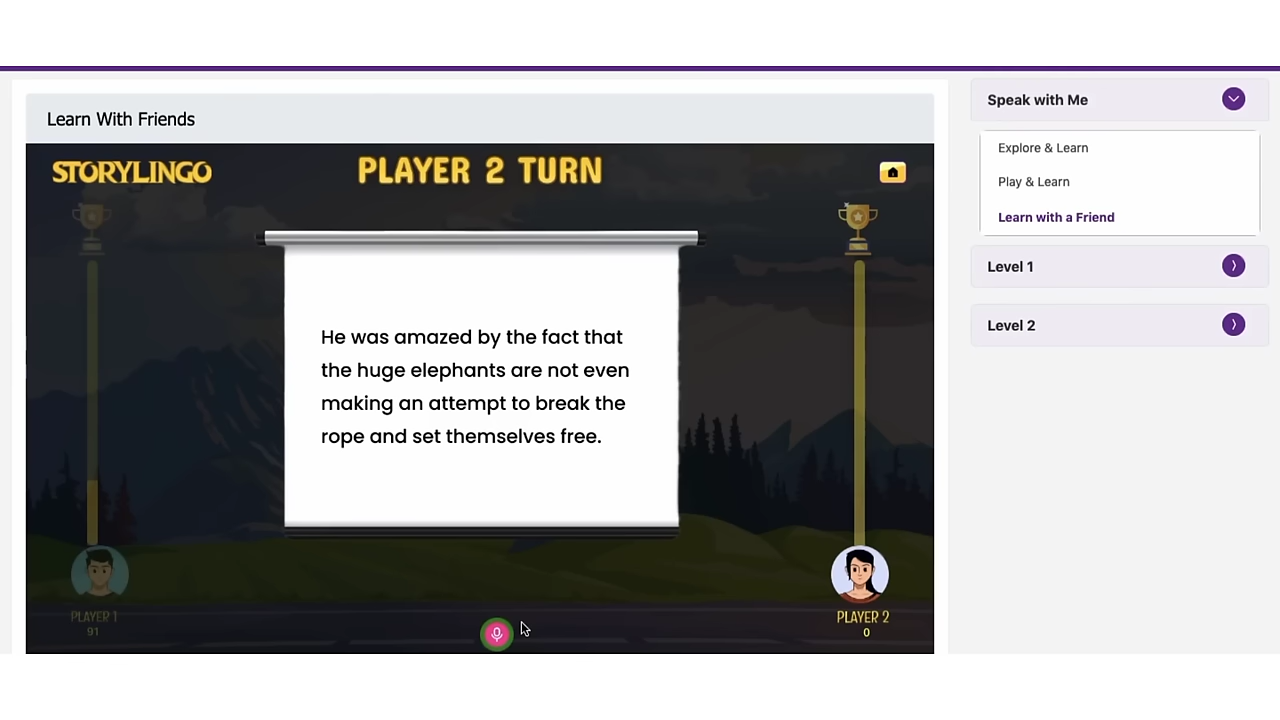 Learn With Friends
STORYLINGO
PLAYER 2 TURN
He was amazed by the fact that
the huge elephants are not even
making an attempt to break the
rope and set themselves free.
PLAYER 1
91
PLAYER 2
0
Speak with Me
Explore & Learn
Play & Learn
Learn with a Friend
Level 1
Level 2